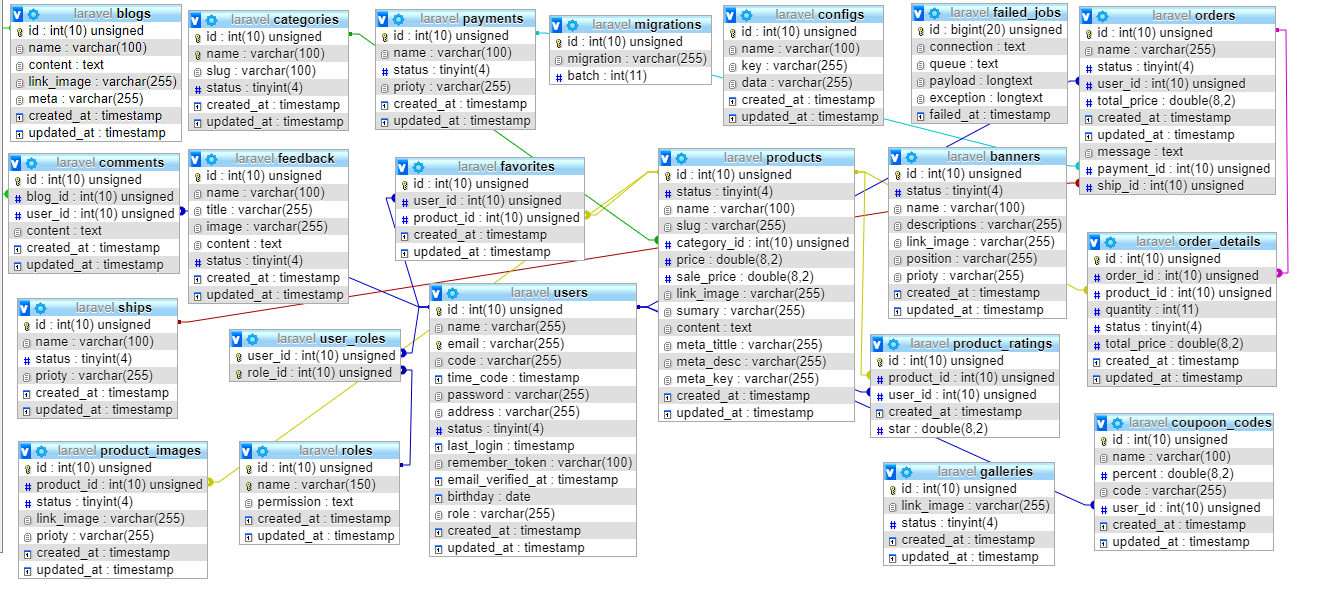 laravel blogs
id : int(10) unsigned
name : varchar(100)
content : text
link_image : varchar(255)
meta : varchar(255)
created_at : timestamp
updated_at : timestamp
laravel categories
id : int(10) unsigned
name : varchar(100)
slug : varchar(100)
status : tinyint(4)
created_at : timestamp
updated_at : timestamp
laravel payments
id : int(10) unsigned
name : varchar(100)
status : tinyint(4)
prioty : varchar(255)
created_at : timestamp
updated_at : timestamp
laravel migrations
id : int(10) unsigned
migration : varchar(255)
batch : int(11)
laravel configs
id : int(10) unsigned
name : varchar(100)
key : varchar(255)
data : varchar(255)
created_at : timestamp
updated_at : timestamp
laravel failed_jobs
id : bigint(20) unsigned
connection : text
queue : text
payload : longtext
exception : longtext
failed_at : timestamp
laravel orders
id : int(10) unsigned
name : varchar(255)
status : tinyint(4)
user_id : int(10) unsigned
total_price : double(8,2)
created_at : timestamp
updated_at : timestamp
message : text
payment_id : int(10) unsigned
ship_id : int(10) unsigned
laravel comments
id : int(10) unsigned
blog_id : int(10) unsigned
user_id : int(10) unsigned
content : text
created_at : timestamp
updated_at : timestamp
laravel feedback
id : int(10) unsigned
name : varchar(100)
title : varchar(255)
image : varchar(255)
content : text
status : tinyint(4)
created_at : timestamp
updated_at : timestamp
laravel favorites
id : int(10) unsigned
user_id : int(10) unsigned
product_id : int(10) unsigned
created_at : timestamp
updated_at : timestamp
laravel products
id : int(10) unsigned
status : tinyint(4)
name : varchar(100)
slug : varchar(255)
category_id : int(10) unsigned
price : double(8,2)
sale_price : double(8,2)
link_image : varchar(255)
sumary : varchar(255)
content : text
meta_tittle : varchar(255)
meta_desc : varchar(255)
meta_key : varchar(255)
created_at : timestamp
updated_at : timestamp
laravel banners
id : int(10) unsigned
status : tinyint(4)
name : varchar(100)
descriptions : varchar(255)
link_image : varchar(255)
position : varchar(255)
prioty : varchar(255)
created_at : timestamp
updated_at : timestamp
laravel order_details
id : int(10) unsigned
order_id : int(10) unsigned
product_id : int(10) unsigned
quantity : int(11)
status : tinyint(4)
total_price : double(8,2)
created_at : timestamp
updated_at : timestamp
laravel ships
id : int(10) unsigned
name : varchar(100)
status : tinyint(4)
prioty : varchar(255)
created_at : timestamp
updated_at : timestamp
laravel user_roles
user_id : int(10) unsigned
role_id : int(10) unsigned
laravel users
id : int(10) unsigned
name : varchar(255)
email : varchar(255)
code : varchar(255)
time_code : timestamp
password : varchar(255)
address : varchar(255)
status : tinyint(4)
last_login : timestamp
remember_token : varchar(100)
email_verified_at : timestamp
birthday : date
role : varchar(255)
created_at : timestamp
updated_at : timestamp
laravel product_ratings
id : int(10) unsigned
product_id : int(10) unsigned
user_id : int(10) unsigned
created_at : timestamp
star : double(8,2)
laravel product_images
id : int(10) unsigned
product_id : int(10) unsigned
status : tinyint(4)
link_image : varchar(255)
prioty : varchar(255)
created_at : timestamp
updated_at : timestamp
laravel roles
id : int(10) unsigned
name : varchar(150)
permission : text
created_at : timestamp
updated_at : timestamp
laravel galleries
id : int(10) unsigned
link_image : varchar(255)
status : tinyint(4)
created_at : timestamp
updated_at : timestamp
laravel coupon_codes
id : int(10) unsigned
name : varchar(100)
percent : double(8,2)
code : varchar(255)
user_id : int(10) unsigned
created_at : timestamp
updated_at : timestamp